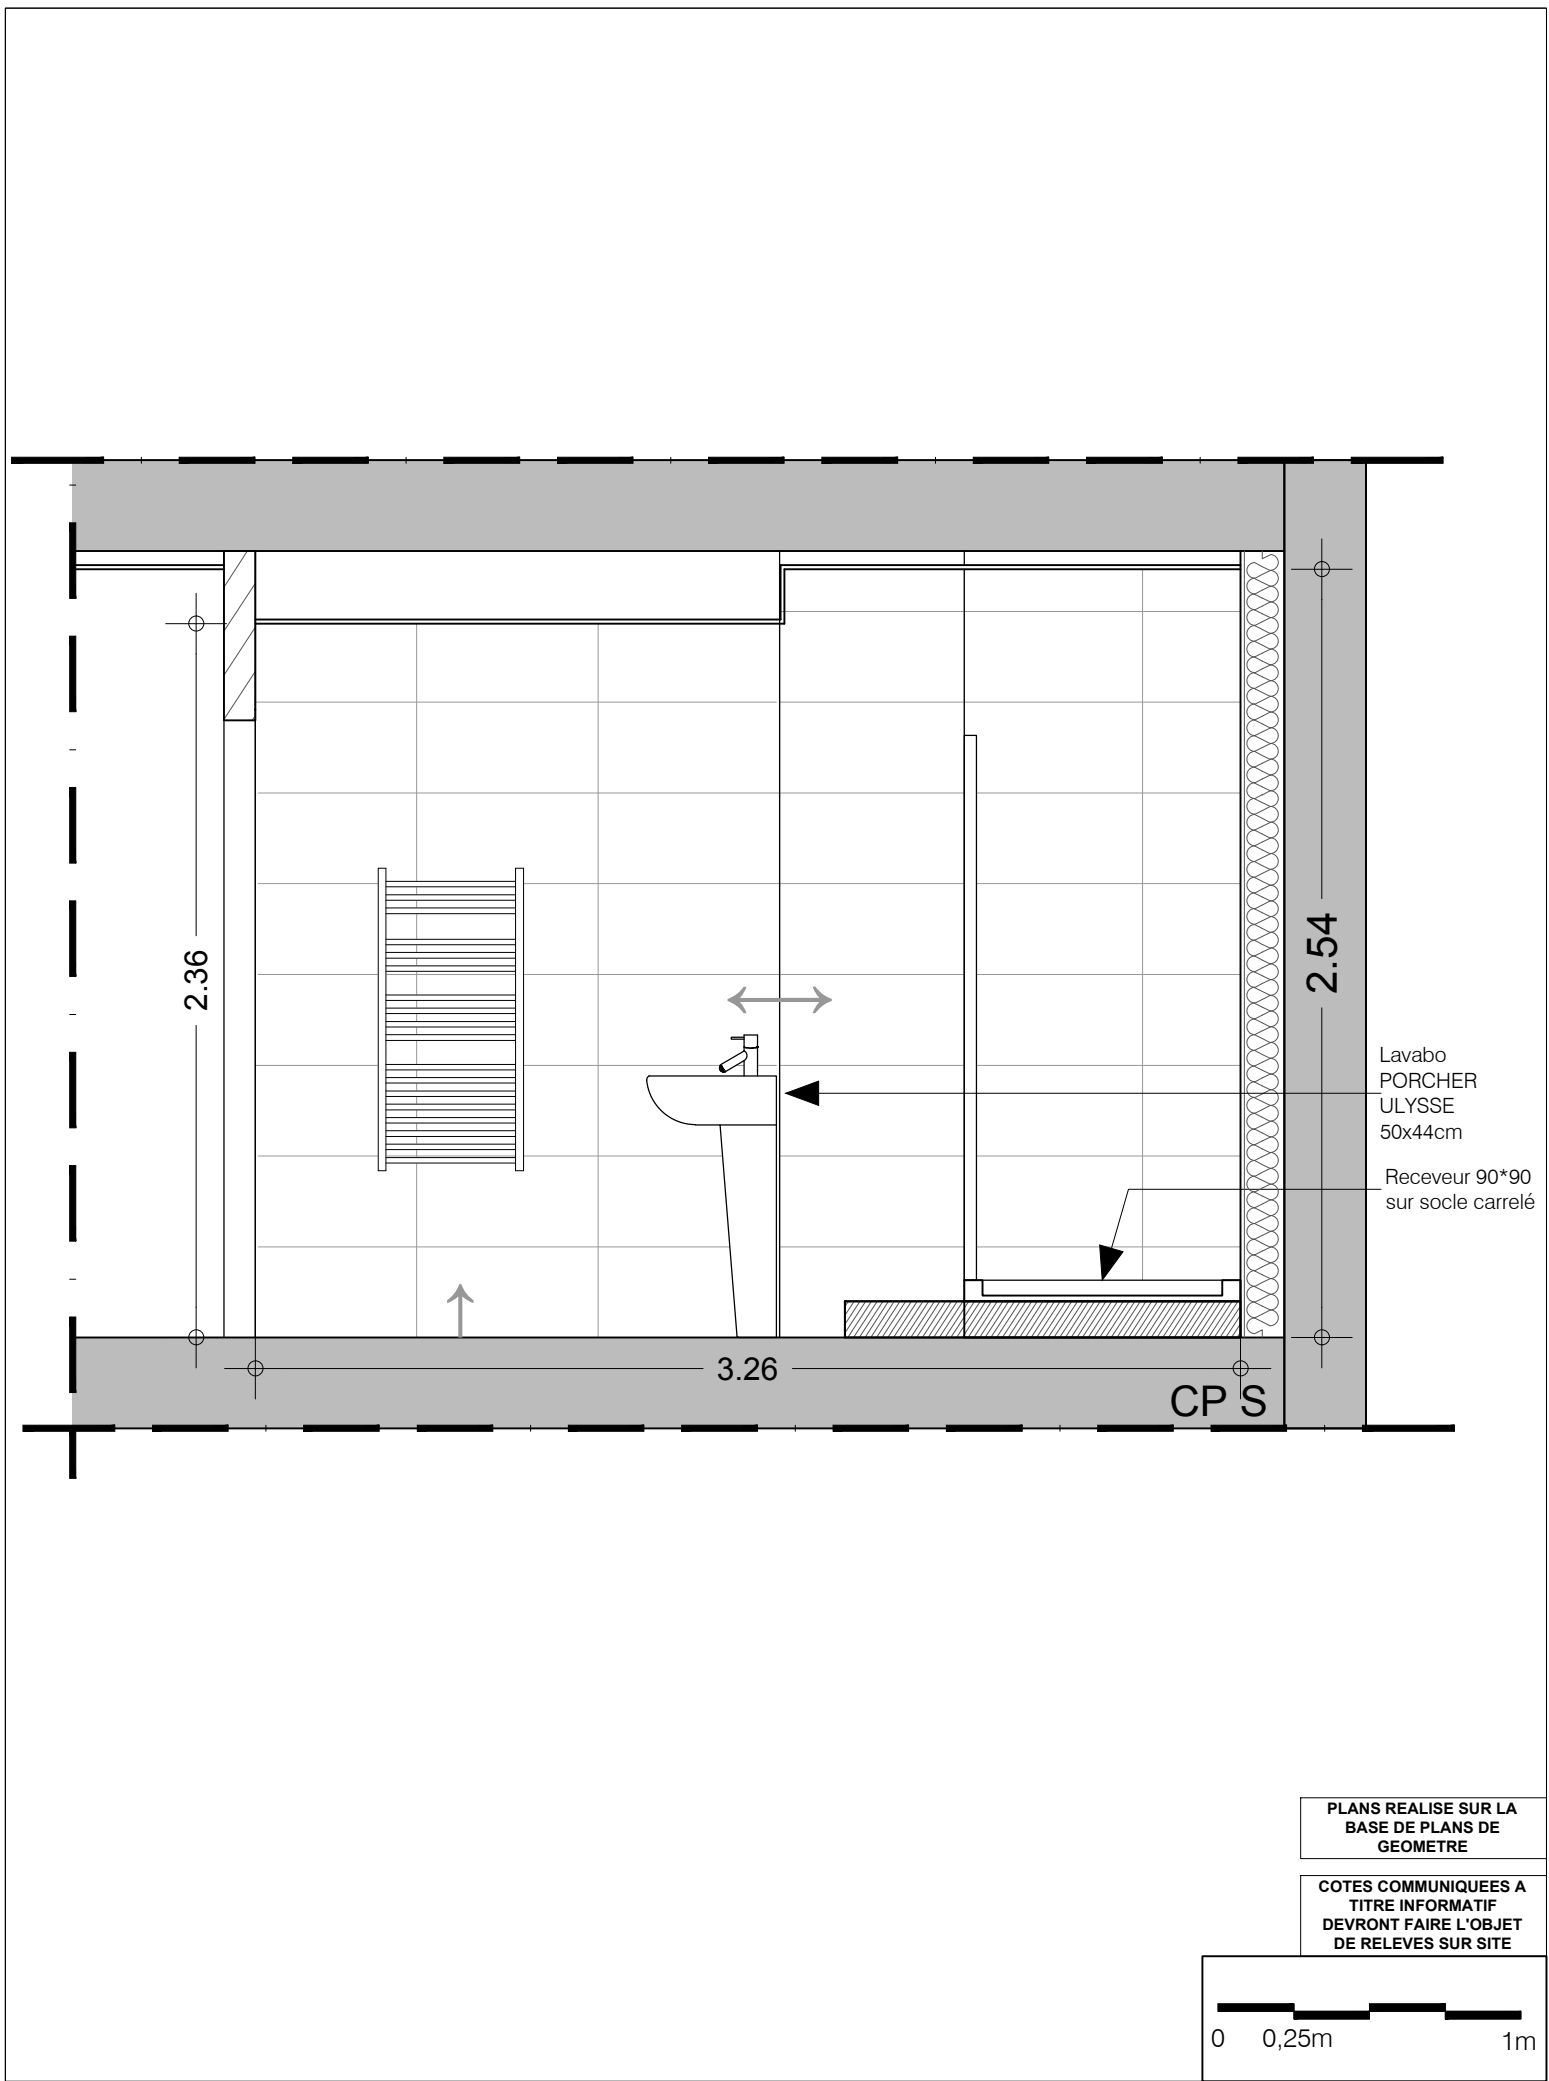 2.36
2.54
Lavabo
PORCHER
ULYSSE
50x44cm
Receveur 90*90
sur socle carrelé
3.26
CP S
PLANS REALISE SUR LA
BASE DE PLANS DE
GEOMETRE
COTES COMMUNIQUEES A
TITRE INFORMATIF
DEVRONT FAIRE L'OBJET
DE RELEVES SUR SITE
0 0,25m 1m